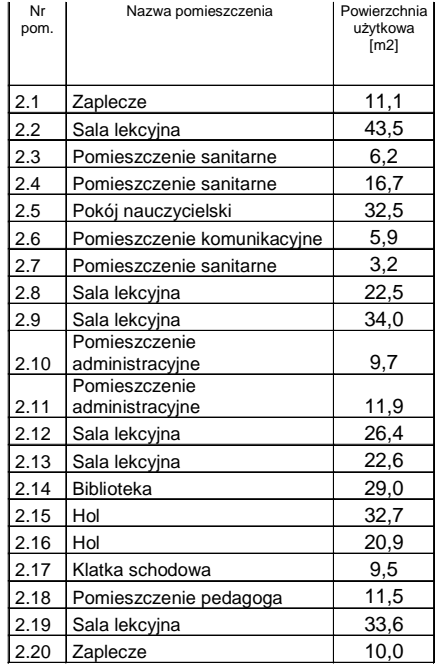 Nr pom. Nazwa pomieszczenia Powierzchnia użytkowa [m2]
2.1 Zaplecze 11,1
2.2 Sala lekcyjna 43,5
2.3 Pomieszczenie sanitarne 6,2
2.4 Pomieszczenie sanitarne 16,7
2.5 Pokój nauczycielski 32,5
2.6 Pomieszczenie komunikacyjne 5,9
2.7 Pomieszczenie sanitarne 3,2
2.8 Sala lekcyjna 22,5
2.9 Sala lekcyjna 34,0
2.10 Pomieszczenie administracyjne 9,7
2.11 Pomieszczenie administracyjne 11,9
2.12 Sala lekcyjna 26,4
2.13 Sala lekcyjna 22,6
2.14 Biblioteka 29,0
2.15 Hol 32,7
2.16 Hol 20,9
2.17 Klatka schodowa 9,5
2.18 Pomieszczenie pedagoga 11,5
2.19 Sala lekcyjna 33,6
2.20 Zaplecze 10,0